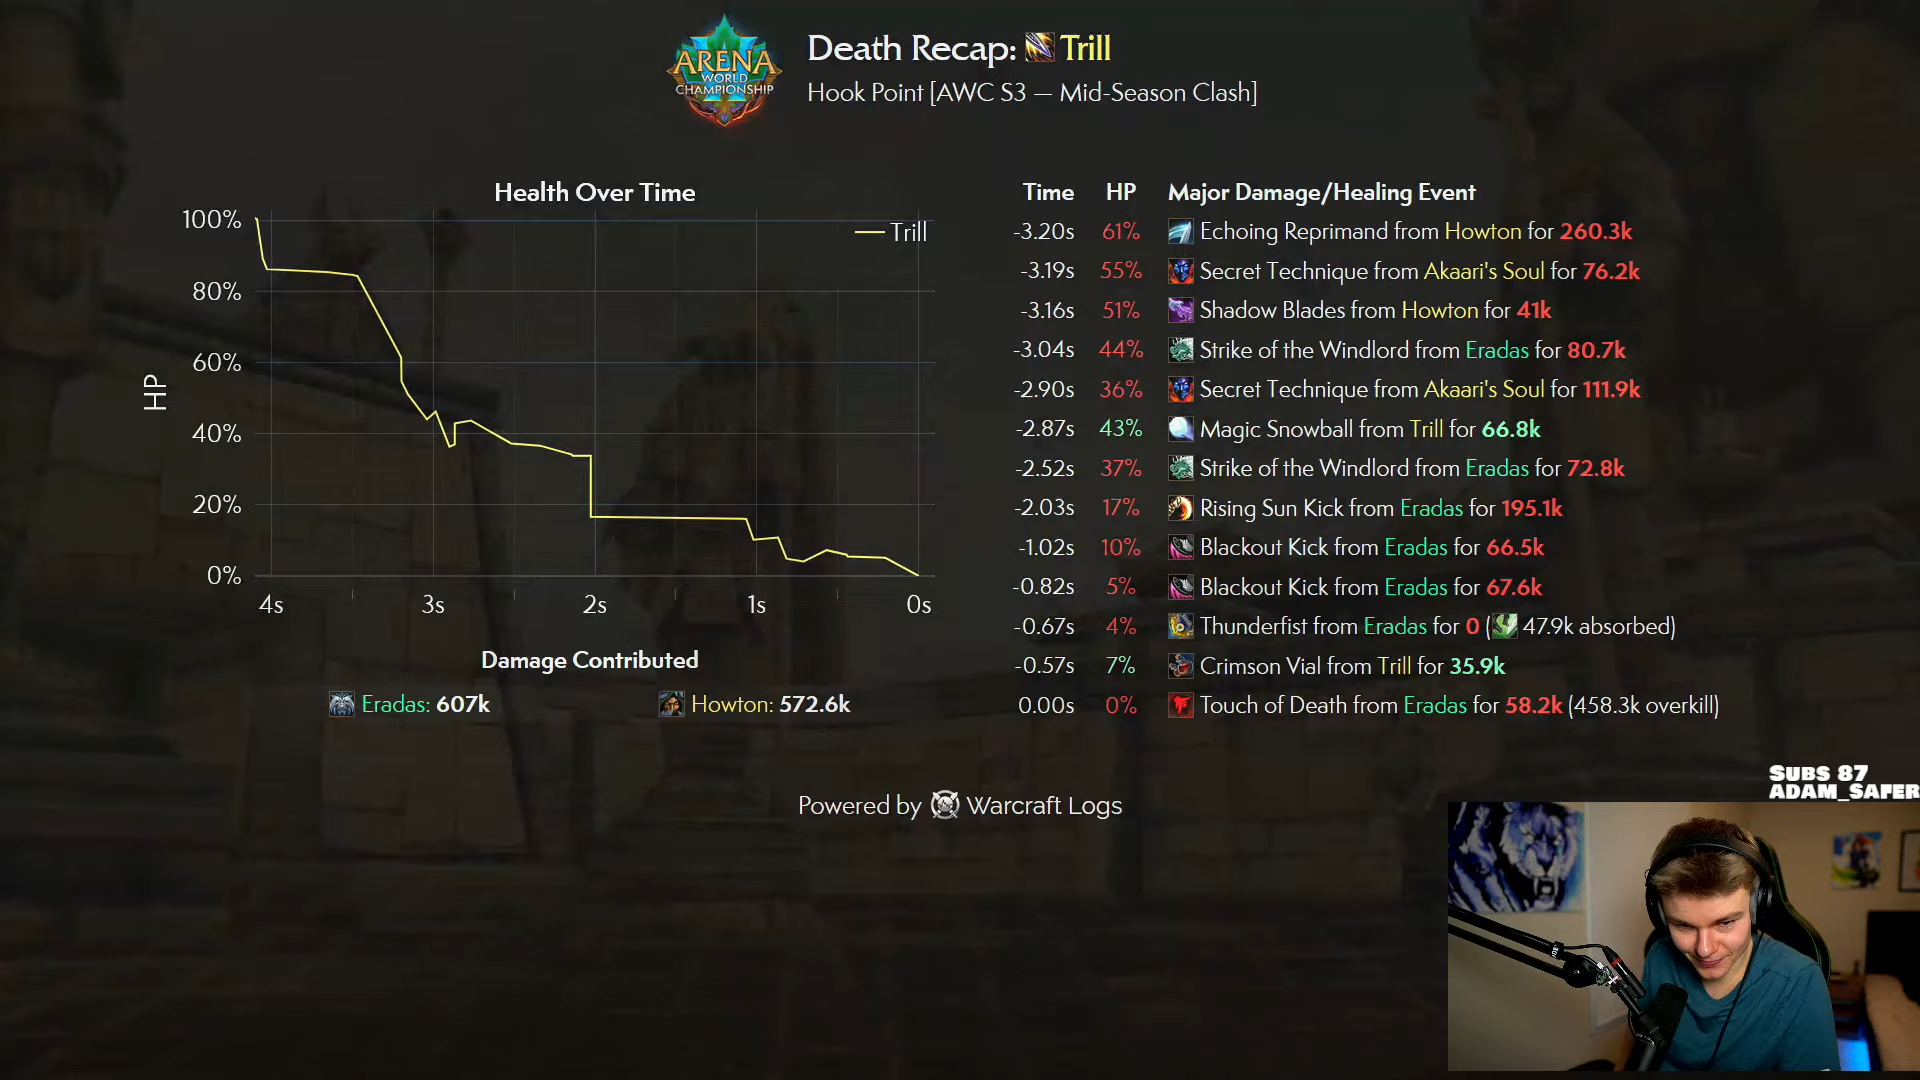 ARENA
WORLD
CHAMPIONSHIP
Death Recap: Trill
Hook Point [AWC S3 — Mid-Season Clash]
Health Over Time
100%
80%
60%
40%
20%
0%
HP
Trill
4s 3s 2s 1s 0s
Damage Contributed
Eradas: 607k Howton: 572.6k
Time HP Major Damage/Healing Event
-3.20s 61% Echoing Reprimand from Howton for 260.3k
-3.19s 55% Secret Technique from Akaari's Soul for 76.2k
-3.16s 51% Shadow Blades from Howton for 41k
-3.04s 44% Strike of the Windlord from Eradas for 80.7k
-2.90s 36% Secret Technique from Akaari's Soul for 111.9k
-2.87s 43% Magic Snowball from Trill for 66.8k
-2.52s 37% Strike of the Windlord from Eradas for 72.8k
-2.03s 17% Rising Sun Kick from Eradas for 195.1k
-1.02s 10% Blackout Kick from Eradas for 66.5k
-0.82s 5% Blackout Kick from Eradas for 67.6k
-0.67s 4% Thunderfist from Eradas for 0 (47.9k absorbed)
-0.57s 7% Crimson Vial from Trill for 35.9k
0.00s 0% Touch of Death from Eradas for 58.2k (458.3k overkill)
Powered by Warcraft Logs
SUBS 87
ADAM_SAFER